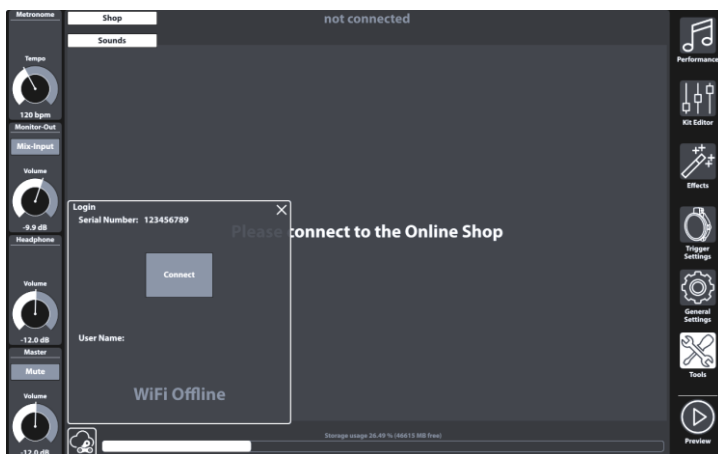 Metronome
Tempo
120 bpm
Monitor-Out
Mix-Input
Volume
-9.9 dB
Headphone
Volume
-12.0 dB
Master
Mute
Volume
-12.0 dB
Shop
not connected
Sounds
Login
Serial Number: 123456789
Please connect to the Online Shop
Connect
User Name:
WiFi Offline
Storage usage 26.49 % (46615 MB free)
Performance
Kit Editor
Effects
Trigger
Settings
General
Settings
Tools
Preview